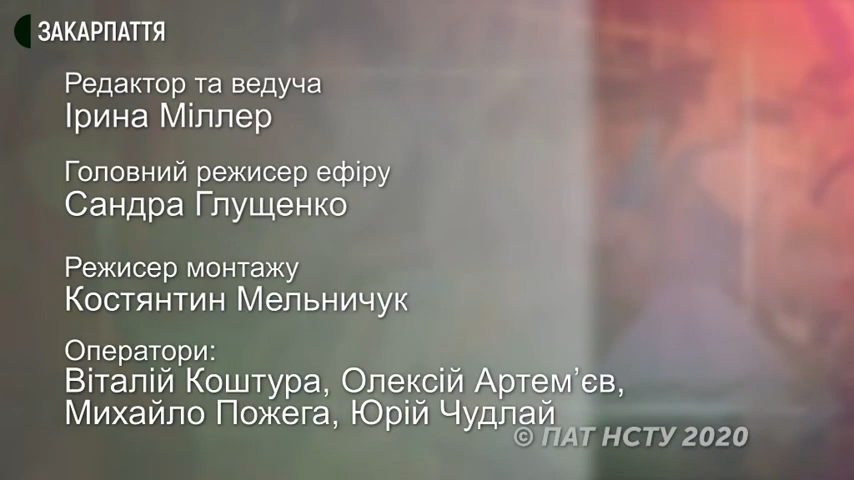 ЗАКАРПАТТЯ
Редактор та ведуча
Ірина Міллер
Головний режисер ефіру
Сандра Глущенко
Режисер монтажу
Костянтин Мельничук
Оператори:
Віталій Коштура, Олексій Артем’єв,
Михайло Пожега, Юрій Чудлай
© ПАТ НСТУ 2020